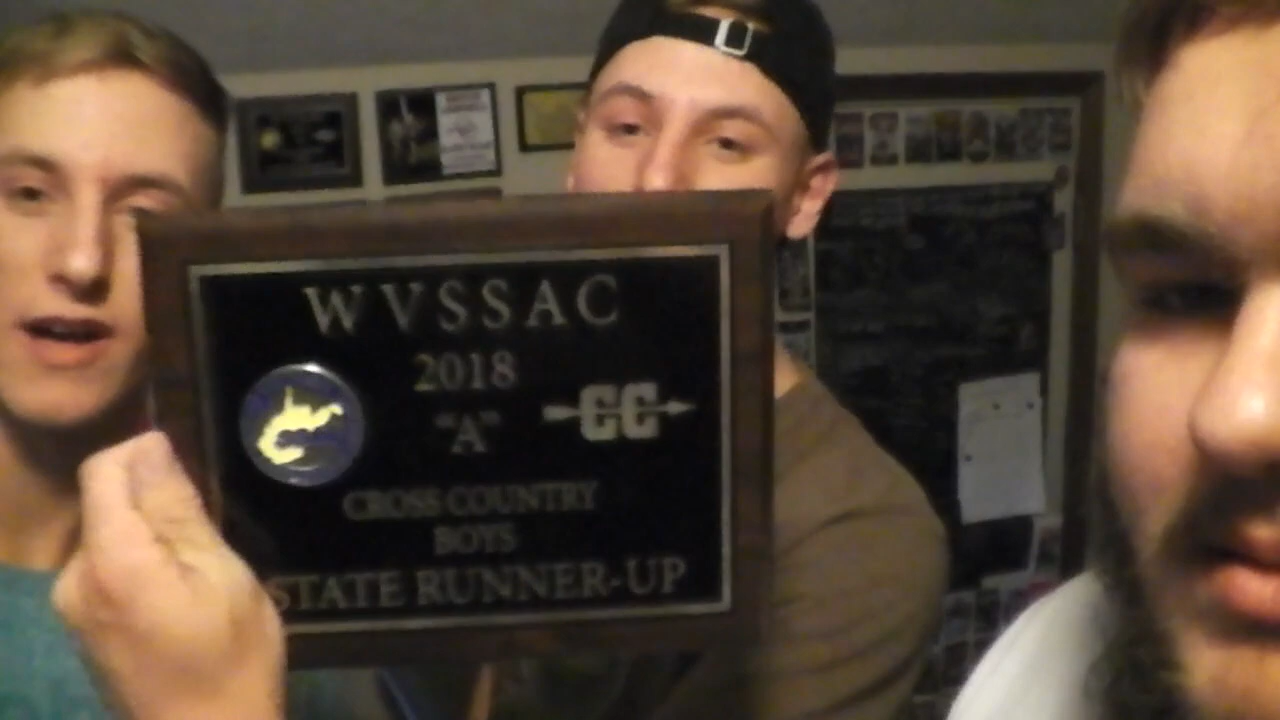 WVSSAC
2018
"A"
CC
CROSS COUNTRY
BOYS
STATE RUNNER-UP